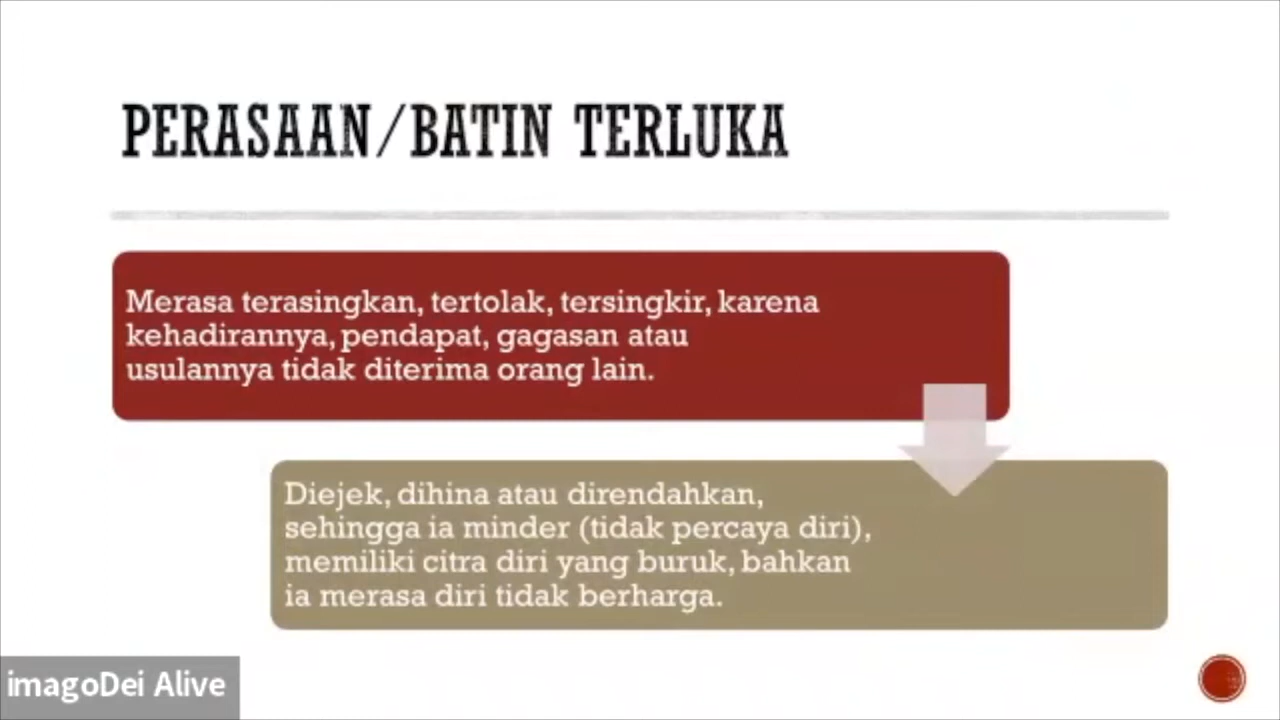 PERASAAN/BATIN TERLUKA
Merasa terasingkan, tertolak, tersingkir, karena
kehadirannya, pendapat, gagasan atau
usulannya tidak diterima orang lain.
Diejek, dihina atau direndahkan,
sehingga ia minder (tidak percaya diri),
memiliki citra diri yang buruk, bahkan
ia merasa diri tidak berharga.
imagoDei Alive